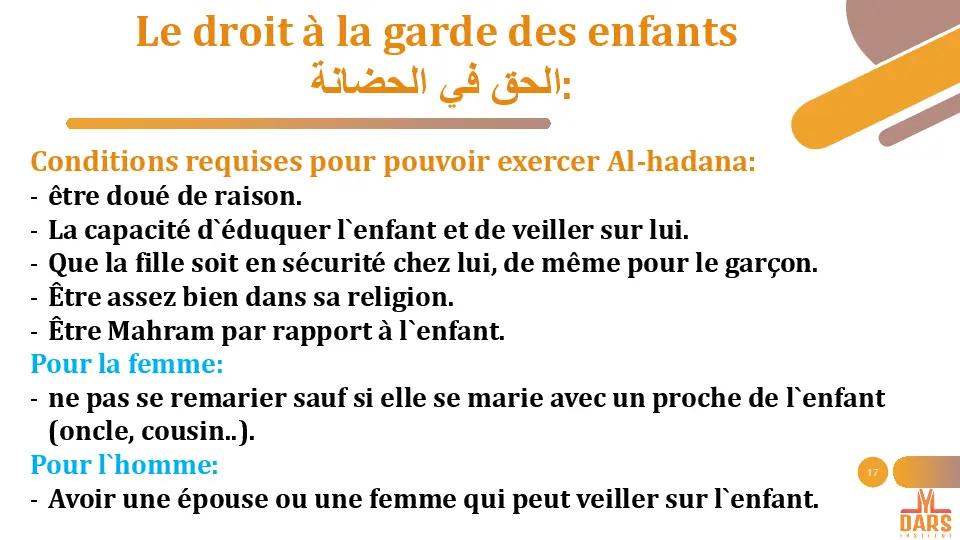 Le droit à la garde des enfants
الحق في الحضانة:
Conditions requises pour pouvoir exercer Al-hadana:
- être doué de raison.
- La capacité d`éduquer l`enfant et de veiller sur lui.
- Que la fille soit en sécurité chez lui, de même pour le garçon.
- Être assez bien dans sa religion.
- Être Mahram par rapport à l`enfant.
Pour la femme:
- ne pas se remarier sauf si elle se marie avec un proche de l`enfant
(oncle, cousin..).
Pour l`homme:
- Avoir une épouse ou une femme qui peut veiller sur l`enfant.
17
DARS
INSTITUT